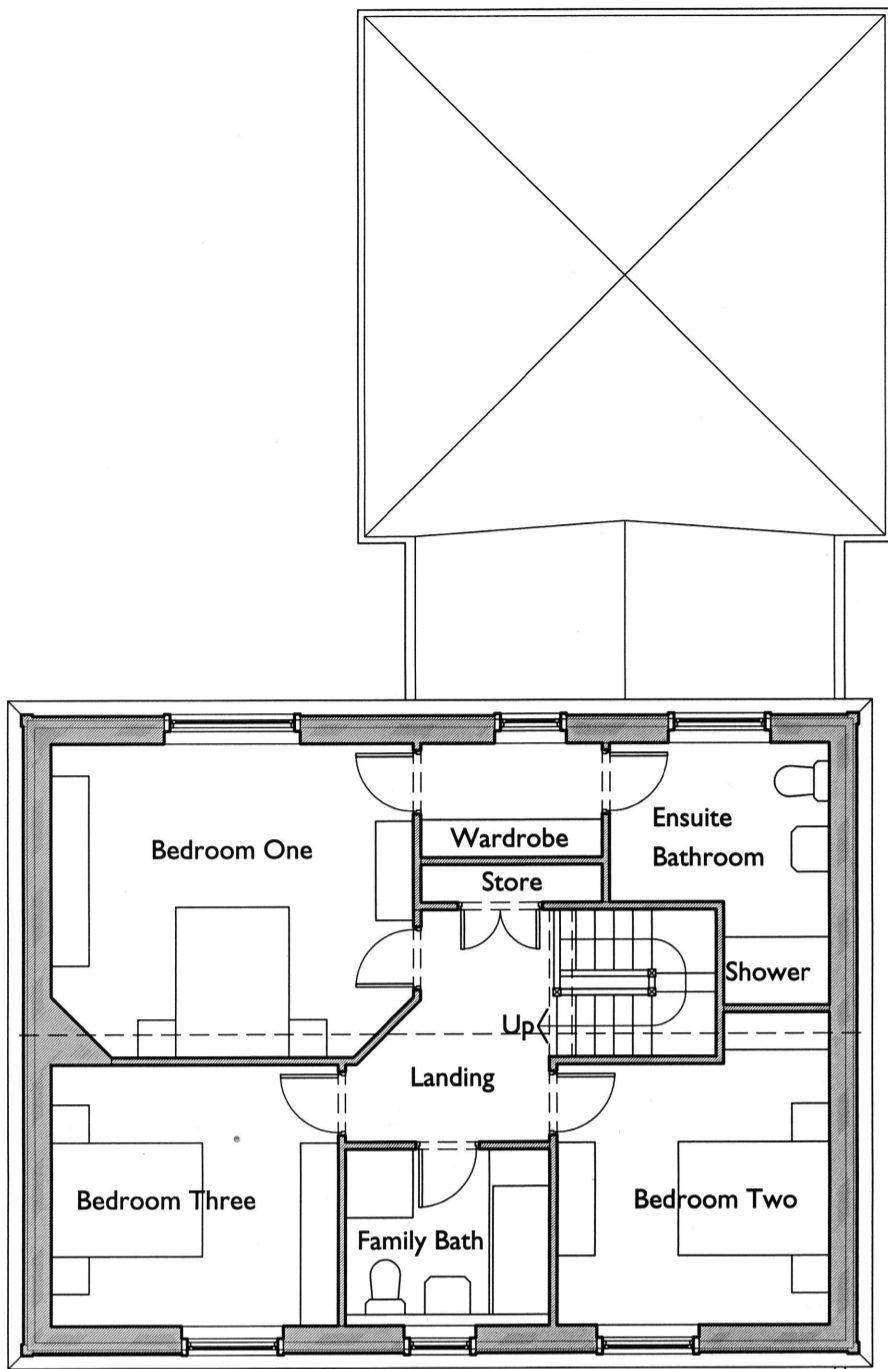 Bedroom One
Wardrobe
Store
Ensuite
Bathroom
Shower
Up
Landing
Bedroom Three
Family Bath
Bedroom Two